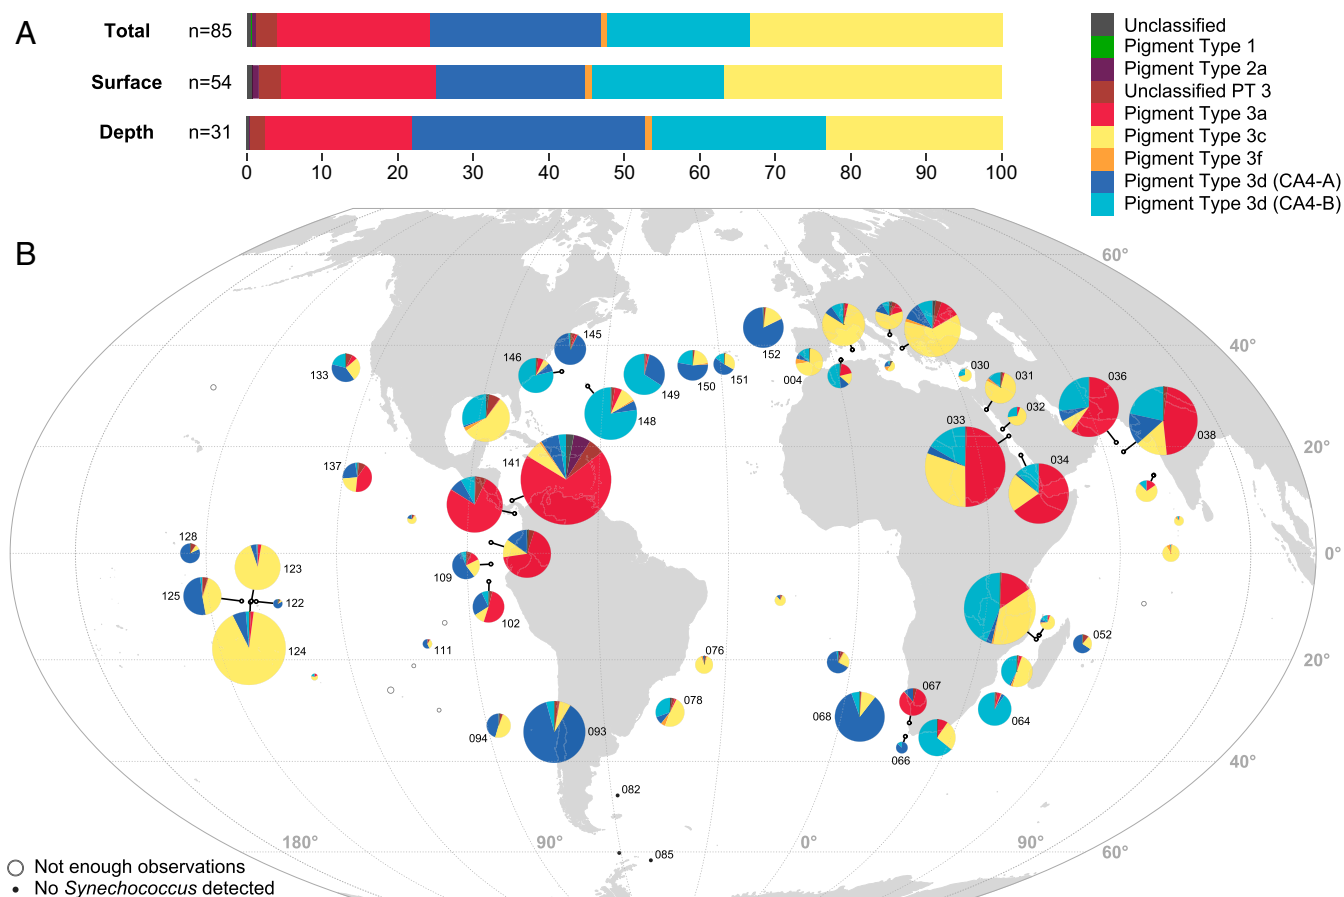 A
Total n=85
Surface n=54
Depth n=31
0 10 20 30 40 50 60 70 80 90 100
Unclassified
Pigment Type 1
Pigment Type 2a
Unclassified PT 3
Pigment Type 3a
Pigment Type 3c
Pigment Type 3f
Pigment Type 3d (CA4-A)
Pigment Type 3d (CA4-B)
B
60°
145
152
40°
146
133
149
150
151
004
030
031
036
032
148
033
038
20°
141
137
034
128
0°
123
109
125
122
102
052
111
124
076
20°
067
078
064
068
093
094
066
40°
082
180° 90° 0° 90°
085
60°
Not enough observations
No Synechococcus detected